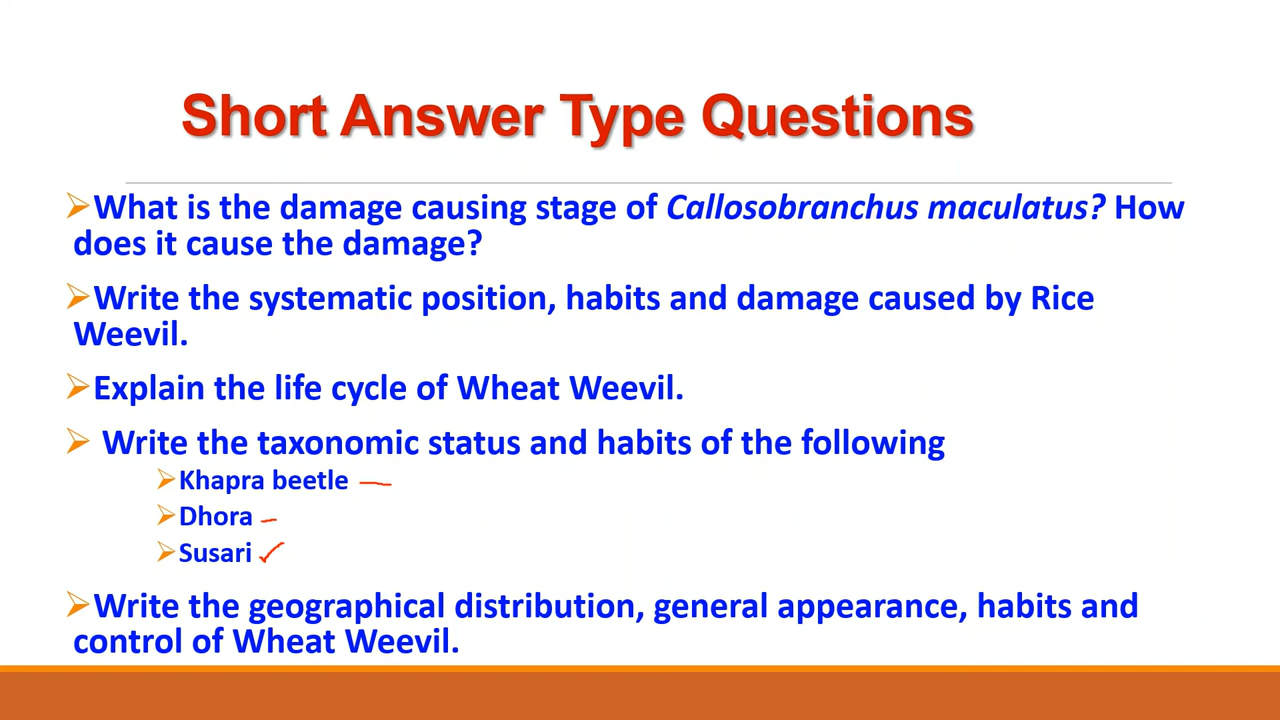 Short Answer Type Questions
What is the damage causing stage of Callosobranchus maculatus? How
does it cause the damage?
Write the systematic position, habits and damage caused by Rice
Weevil.
Explain the life cycle of Wheat Weevil.
Write the taxonomic status and habits of the following
Khapra beetle
Dhora
Susari
Write the geographical distribution, general appearance, habits and
control of Wheat Weevil.